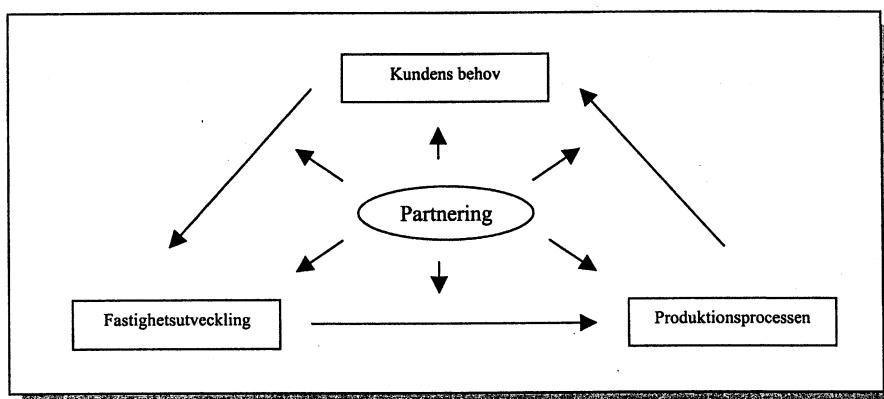 Kundens behov
Partnering
Fastighetsutveckling
Produktionsprocessen